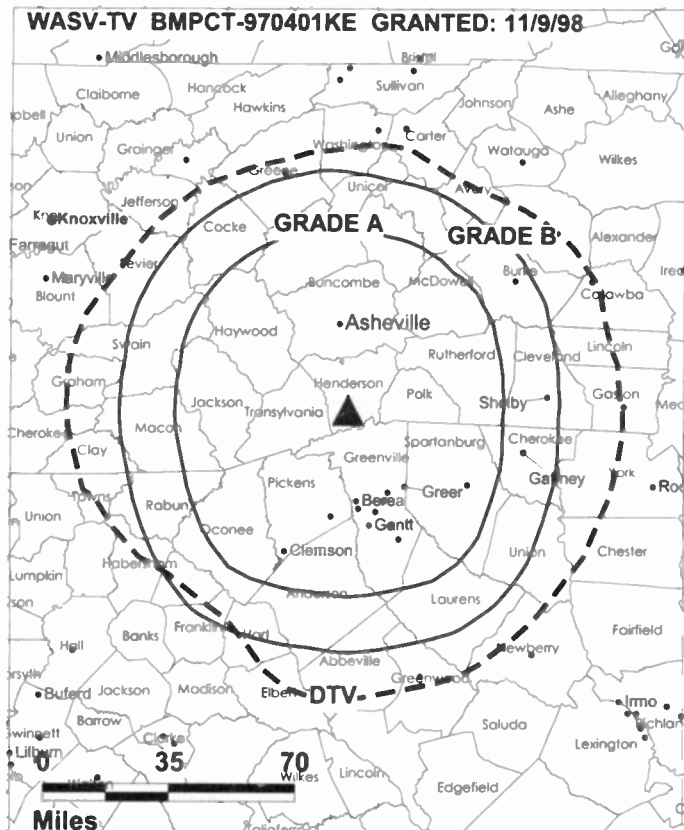 WASV-TV BMPCT-970401KE GRANTED: 11/9/98
Middlesborough
Bristol
Claiborne
Hancock
Sullivan
Hawkins
Johnson
Ashe
Alleghany
Union
Grainger
Washington
Carter
Watauga
Wilkes
Greene
Unicoi
Avery
Jefferson
Knoxville
Cocke
GRADE A
GRADE B
Alexander
Farragut
Sevier
Maryville
Blount
Buncombe
McDowell
Burke
Catawba
Asheville
Haywood
Swain
Rutherford
Cleveland
Lincoln
Graham
Henderson
Jackson
Transylvania
Polk
Shelby
Gaston
Cherokee
Macon
Clay
Spartanburg
Cherokee
Greenville
Gaffney
York
Pickens
Towns
Rabun
Berea
Greer
Union
Oconee
Gantt
Clemson
Union
Chester
Lumpkin
Habersham
Anderson
Laurens
Franklin
Hart
Banks
Fairfield
Hall
Abbeville
Newberry
Greenwood
Buford
Jackson
Madison
Elbert
DTV
Irmo
Richland
Barrow
Saluda
Clarke
Lexington
Lilburn
0 35 70
Wilkes
Lincoln
Edgefield
Miles